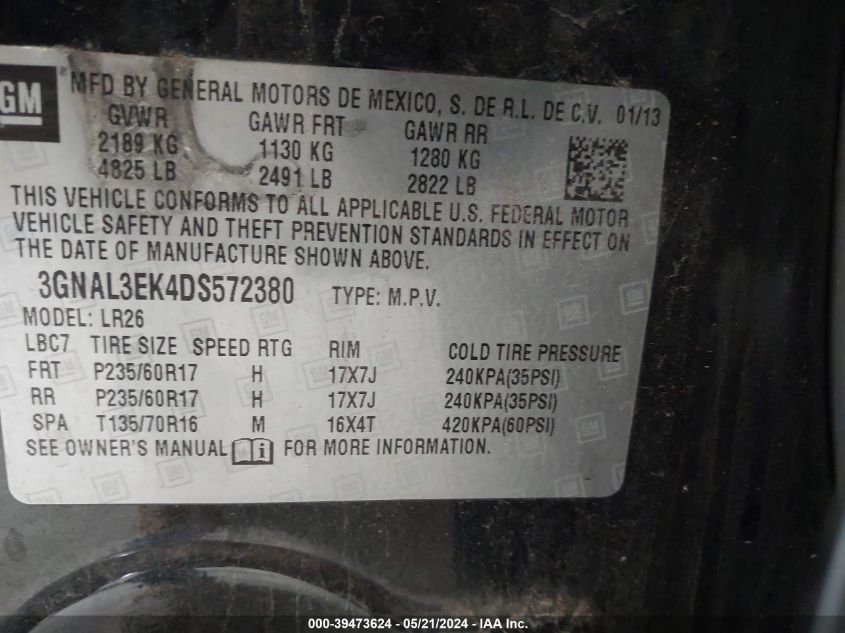 GM
® MFD BY GENERAL MOTORS DE MEXICO, S. DE R.L. DE C.V. 01/13
GVWR GAWR FRT GAWR RR
2189 KG 1130 KG 1280 KG
4825 LB 2491 LB 2822 LB
THIS VEHICLE CONFORMS TO ALL APPLICABLE U.S. FEDERAL MOTOR
VEHICLE SAFETY AND THEFT PREVENTION STANDARDS IN EFFECT ON
THE DATE OF MANUFACTURE SHOWN ABOVE.
3GNAL3EK4DS572380 TYPE: M.P.V.
MODEL: LR26
LBC7 TIRE SIZE SPEED RTG RIM COLD TIRE PRESSURE
FRT P235/60R17 H 17X7J 240KPA(35PSI)
RR P235/60R17 H 17X7J 240KPA(35PSI)
SPA T135/70R16 M 16X4T 420KPA(60PSI)
SEE OWNER'S MANUAL FOR MORE INFORMATION.
000-39473624 - 05/21/2024 - IAA Inc.